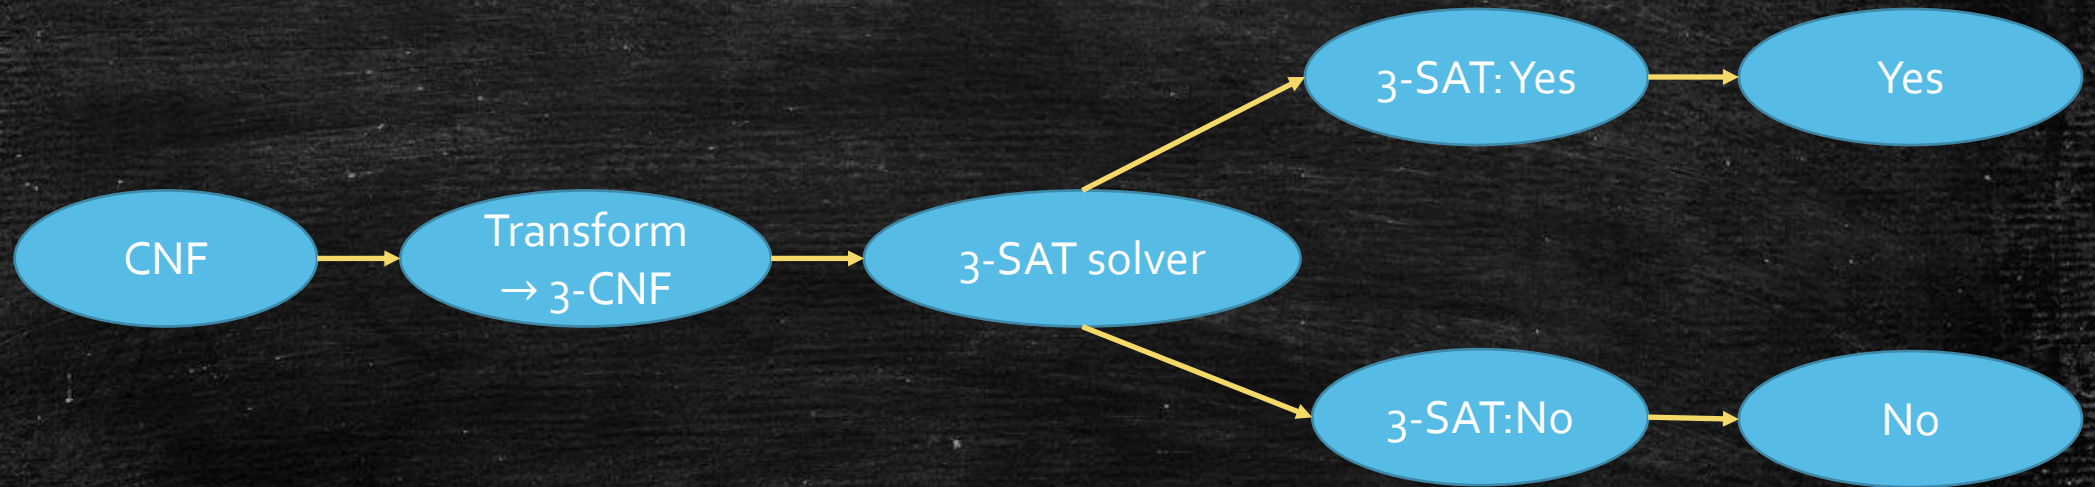 CNF
Transform
→ 3-CNF
3-SAT solver
3-SAT: Yes
Yes
3-SAT:No
No